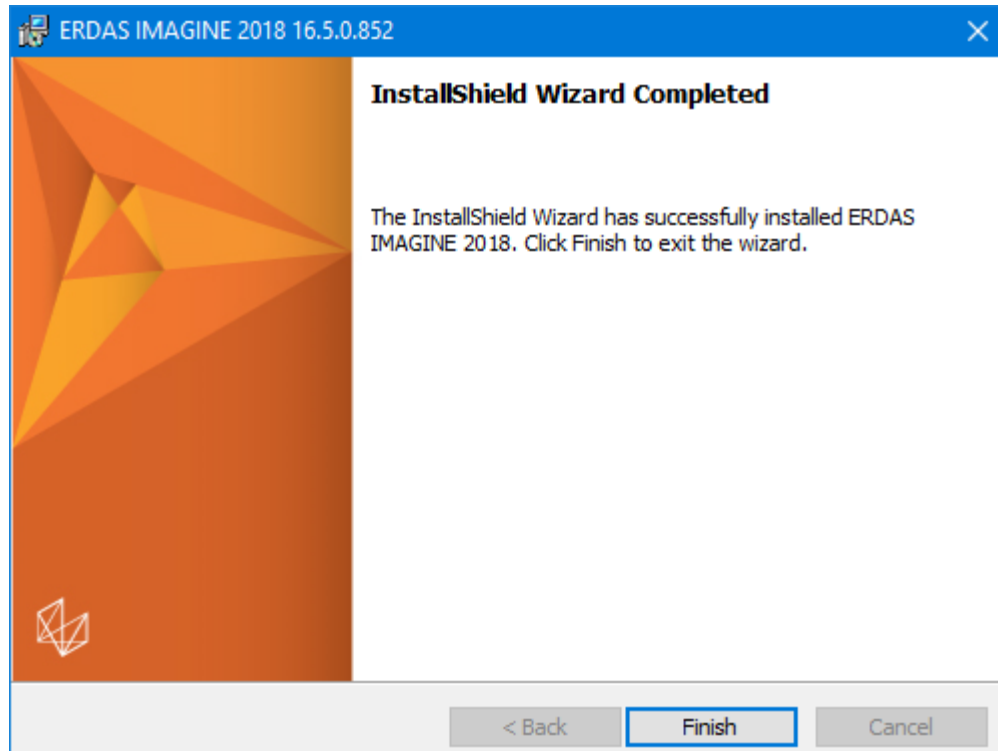 ERDAS IMAGINE 2018 16.5.0.852
InstallShield Wizard Completed
The InstallShield Wizard has successfully installed ERDAS
IMAGINE 2018. Click Finish to exit the wizard.
< Back
Finish
Cancel